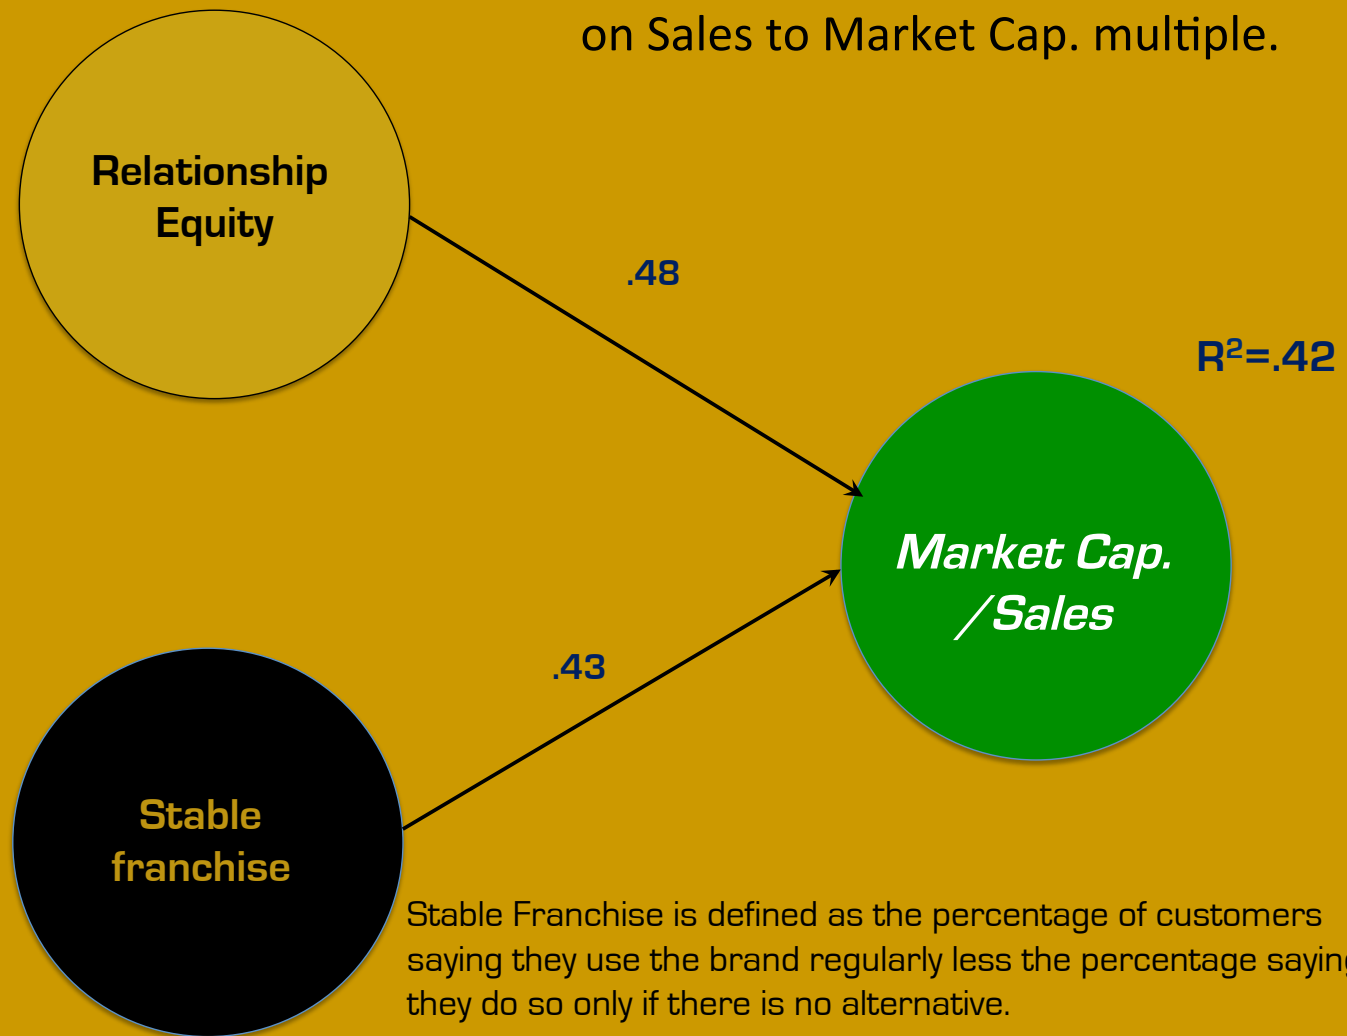 on Sales to Market Cap. multiple.
Relationship
Equity
.48
R²=.42
Market Cap.
/Sales
.43
Stable
franchise
Stable Franchise is defined as the percentage of customers
saying they use the brand regularly less the percentage saying
they do so only if there is no alternative.